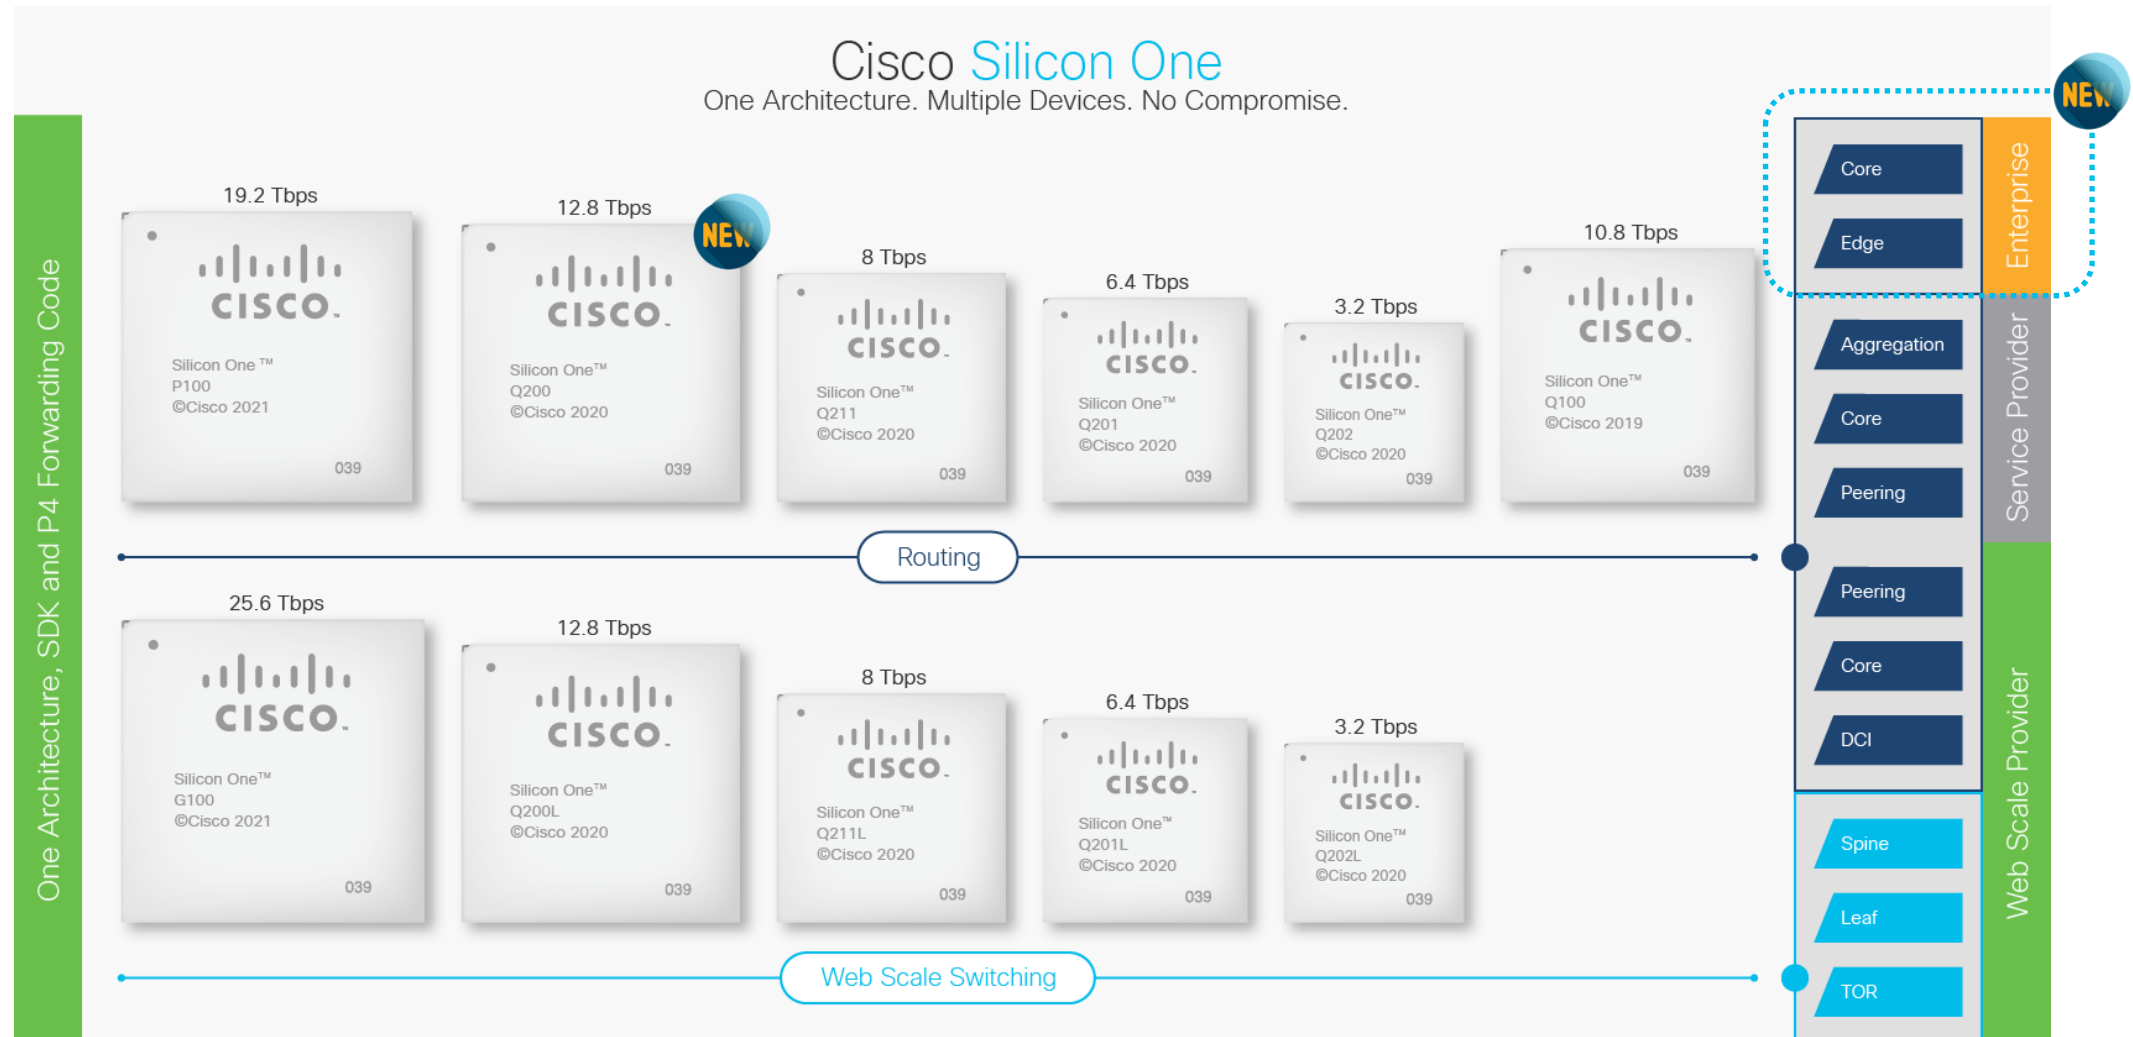 Cisco Silicon One
One Architecture. Multiple Devices. No Compromise.
NEW
One Architecture, SDK and P4 Forwarding Code
19.2 Tbps
CISCO.
Silicon One™
P100
©Cisco 2021
039
12.8 Tbps
NEW
CISCO.
Silicon One™
Q200
©Cisco 2020
039
8 Tbps
CISCO.
Silicon One™
Q211
©Cisco 2020
039
6.4 Tbps
CISCO.
Silicon One™
Q201
©Cisco 2020
039
3.2 Tbps
CISCO.
Silicon One™
Q202
©Cisco 2020
039
10.8 Tbps
CISCO.
Silicon One™
Q100
©Cisco 2019
039
Routing
25.6 Tbps
CISCO.
Silicon One™
G100
©Cisco 2021
039
12.8 Tbps
CISCO.
Silicon One™
Q200L
©Cisco 2020
039
8 Tbps
CISCO.
Silicon One™
Q211L
©Cisco 2020
039
6.4 Tbps
CISCO.
Silicon One™
Q201L
©Cisco 2020
039
3.2 Tbps
CISCO.
Silicon One™
Q202L
©Cisco 2020
039
Web Scale Switching
Core
Edge
Enterprise
Aggregation
Core
Peering
Service Provider
Peering
Core
DCI
Spine
Leaf
TOR
Web Scale Provider